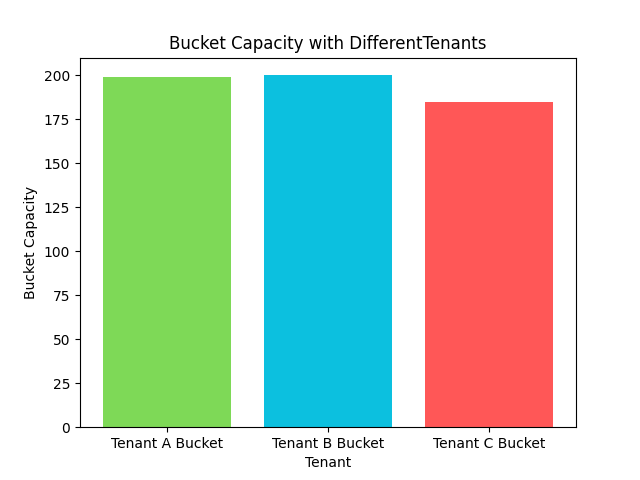 Bucket Capacity with DifferentTenants
Bucket Capacity
200
175
150
125
100
75
50
25
0
Tenant A Bucket Tenant B Bucket Tenant C Bucket
Tenant